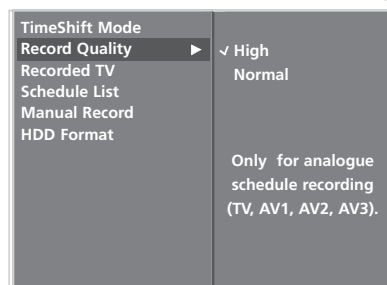 TimeShift Mode
Record Quality ▶
Recorded TV
Schedule List
Manual Record
HDD Format
✓ High
Normal
Only for analogue
schedule recording
(TV, AV1, AV2, AV3).